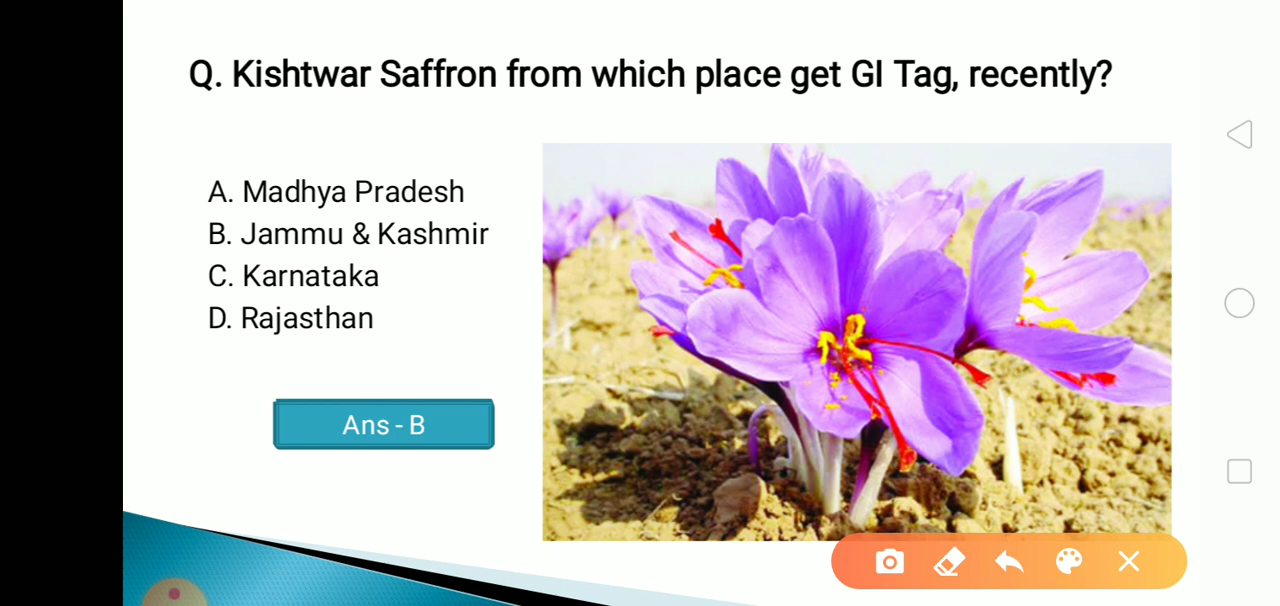 Q. Kishtwar Saffron from which place get GI Tag, recently?
A. Madhya Pradesh
B. Jammu & Kashmir
C. Karnataka
D. Rajasthan
Ans - B